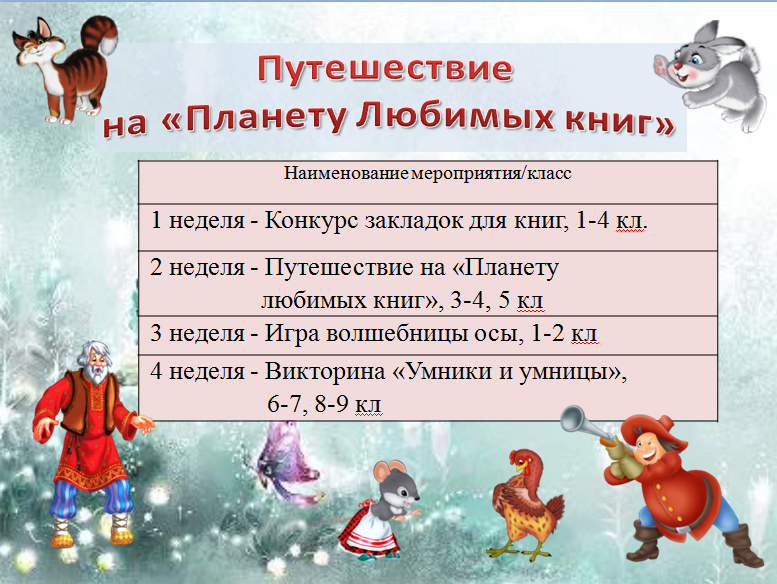 Путешествие
на «Планету Любимых книг»
Наименование мероприятия/класс
1 неделя - Конкурс закладок для книг, 1-4 кл.
2 неделя - Путешествие на «Планету
любимых книг», 3-4, 5 кл
3 неделя - Игра волшебницы осы, 1-2 кл
4 неделя - Викторина «Умники и умницы»,
6-7, 8-9 кл